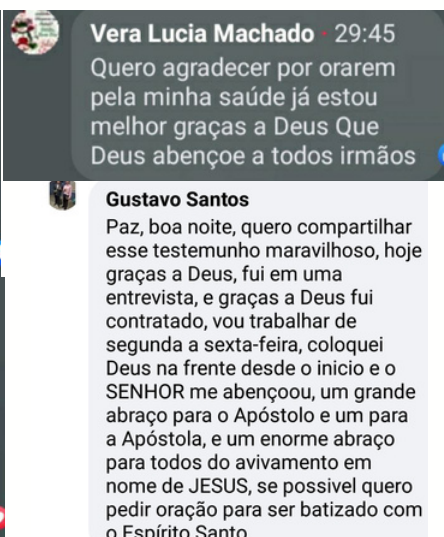 Vera Lucia Machado · 29:45
Quero agradecer por orarem
pela minha saúde já estou
melhor graças a Deus Que
Deus abençoe a todos irmãos
Gustavo Santos
Paz, boa noite, quero compartilhar
esse testemunho maravilhoso, hoje
graças a Deus, fui em uma
entrevista, e graças a Deus fui
contratado, vou trabalhar de
segunda a sexta-feira, coloquei
Deus na frente desde o inicio e o
SENHOR me abençoou, um grande
abraço para o Apóstolo e um para
a Apóstola, e um enorme abraço
para todos do avivamento em
nome de JESUS, se possivel quero
pedir oração para ser batizado com
o Espírito Santo